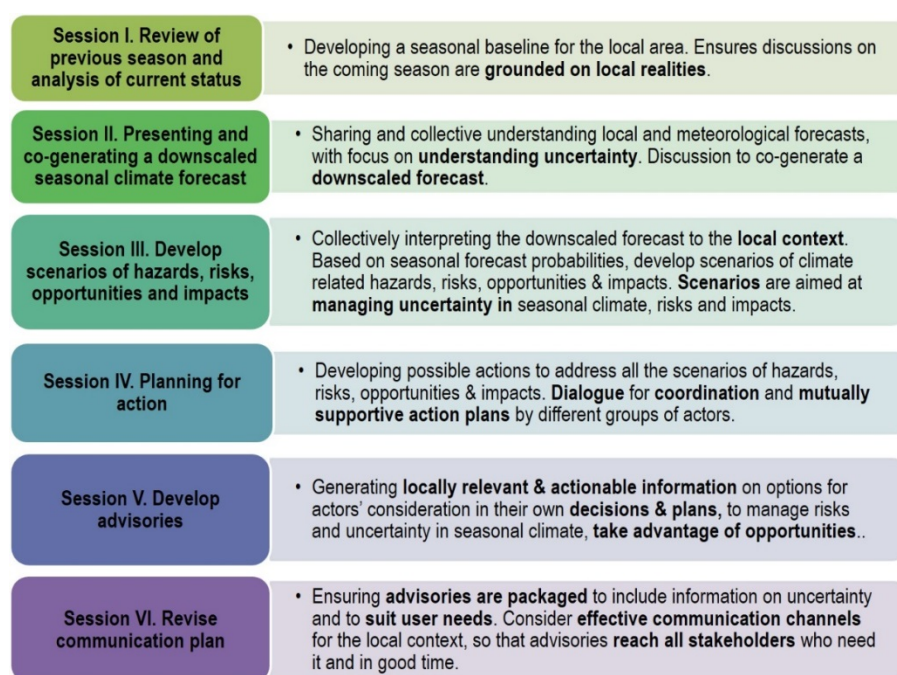 Session I. Review of
previous season and
analysis of current status
• Developing a seasonal baseline for the local area. Ensures discussions on
the coming season are grounded on local realities.
Session II. Presenting and
co-generating a downscaled
seasonal climate forecast
• Sharing and collective understanding local and meteorological forecasts,
with focus on understanding uncertainty. Discussion to co-generate a
downscaled forecast.
Session III. Develop
scenarios of hazards, risks,
opportunities and impacts
• Collectively interpreting the downscaled forecast to the local context.
Based on seasonal forecast probabilities, develop scenarios of climate
related hazards, risks, opportunities & impacts. Scenarios are aimed at
managing uncertainty in seasonal climate, risks and impacts.
Session IV. Planning for
action
• Developing possible actions to address all the scenarios of hazards,
risks, opportunities & impacts. Dialogue for coordination and mutually
supportive action plans by different groups of actors.
Session V. Develop
advisories
• Generating locally relevant & actionable information on options for
actors' consideration in their own decisions & plans, to manage risks
and uncertainty in seasonal climate, take advantage of opportunities..
Session VI. Revise
communication plan
• Ensuring advisories are packaged to include information on uncertainty
and to suit user needs. Consider effective communication channels
for the local context, so that advisories reach all stakeholders who need
it and in good time.